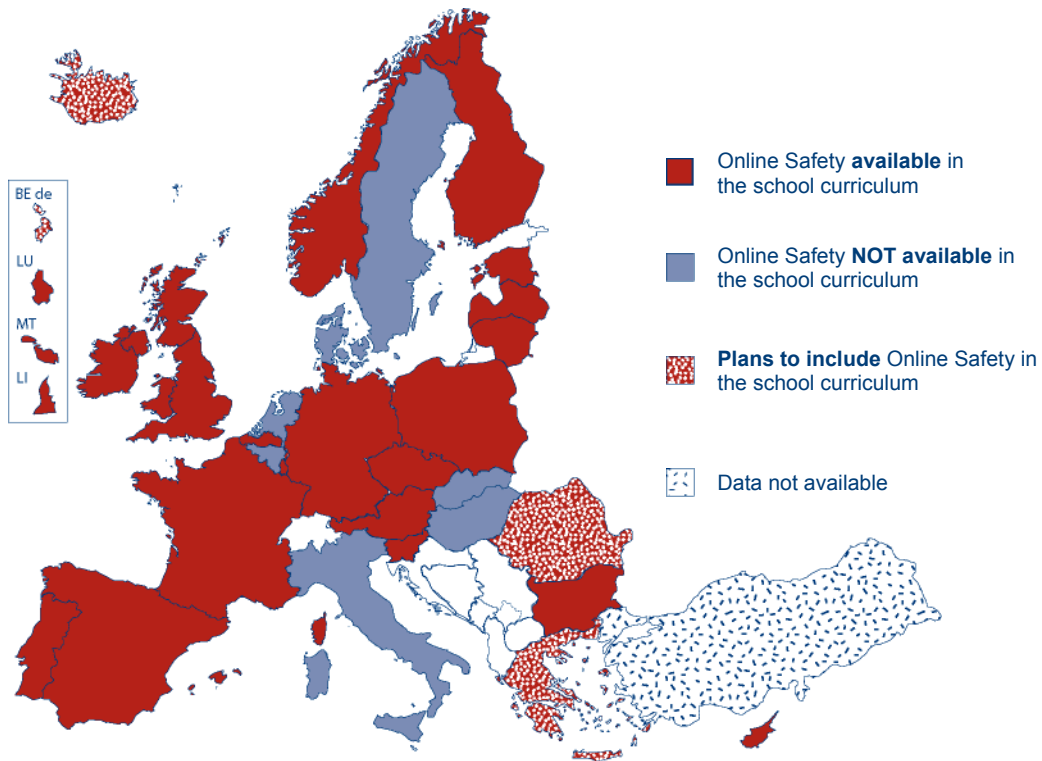 BE de
LU
MT
LI
Online Safety available in
the school curriculum
Online Safety NOT available in
the school curriculum
Plans to include Online Safety in
the school curriculum
Data not available